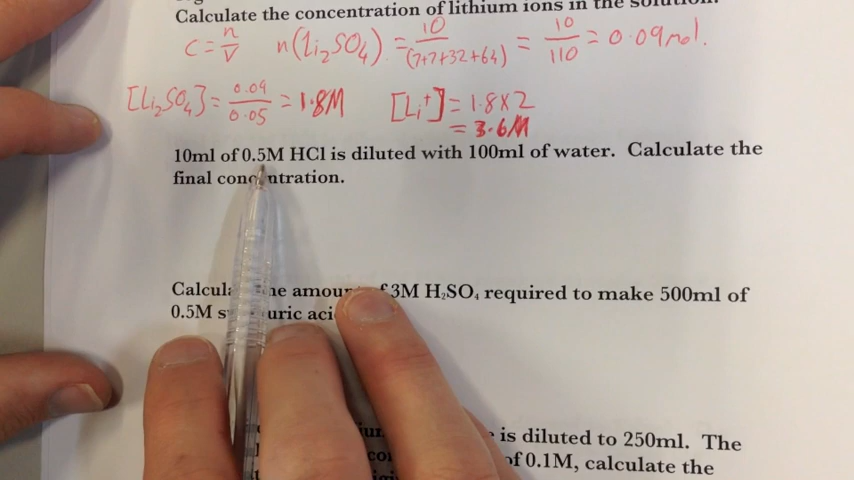 Calculate the concentration of lithium ions in the solution.
C = n/V n(Li₂SO₄) = 10/(7+7+32+64) = 10/110 = 0.09mol.
[Li₂SO₄] = 0.09/0.05 = 1.8M [Li⁺] = 1.8 x 2
= 3.6M
10ml of 0.5M HCl is diluted with 100ml of water. Calculate the
final concentration.
amount 3M H₂SO₄ required to make 500ml of
0.5M
is diluted to 250ml. The
of 0.1M, calculate the